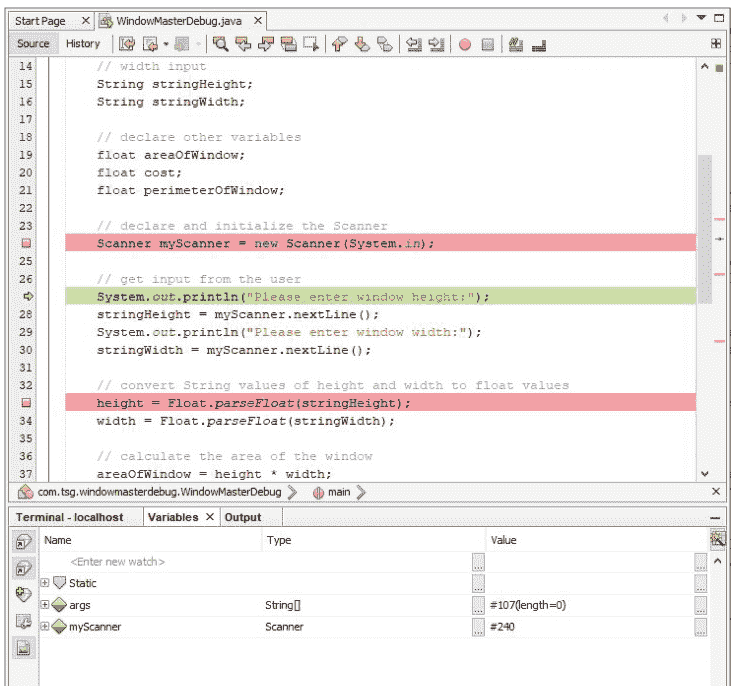 Start Page WindowMasterDebug.java
Source History
14 // width input
15 String stringHeight;
16 String stringWidth;
17
18 // declare other variables
19 float areaOfWindow;
20 float cost;
21 float perimeterOfWindow;
22
23 // declare and initialize the Scanner
Scanner myScanner = new Scanner(System.in);
25
26 // get input from the user
System.out.println("Please enter window height:");
28 stringHeight = myScanner.nextLine();
29 System.out.println("Please enter window width:");
30 stringWidth = myScanner.nextLine();
31
32 // convert String values of height and width to float values
height = Float.parseFloat(stringHeight);
34 width = Float.parseFloat(stringWidth);
35
36 // calculate the area of the window
37 areaOfWindow = height * width;
com.tsg.windowmasterdebug.WindowMasterDebug main
Terminal - localhost Variables Output
Name Type Value
<Enter new watch>
Static
args String[] #107(length=0)
myScanner Scanner #240